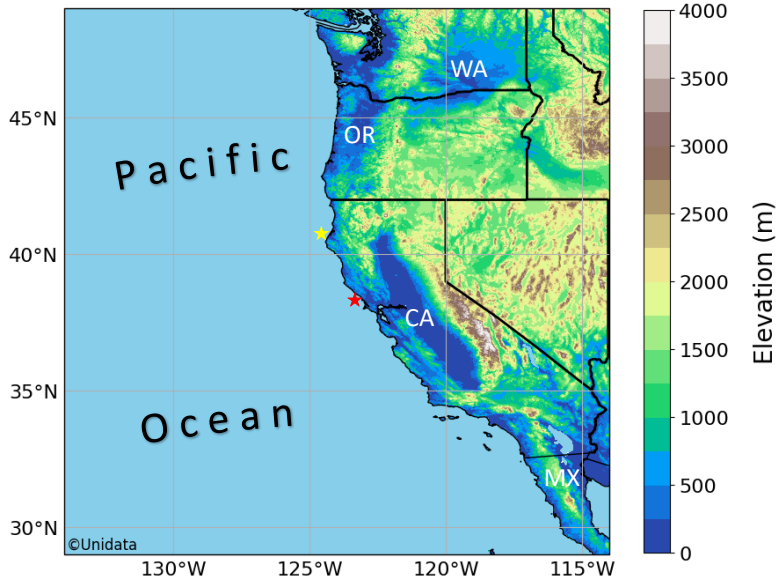 WA
45°N
OR
Pacific
40°N
CA
35°N
Ocean
MX
30°N
©Unidata
130°W
125°W
120°W
115°W
4000
3500
3000
2500
2000
1500
1000
500
0
Elevation (m)